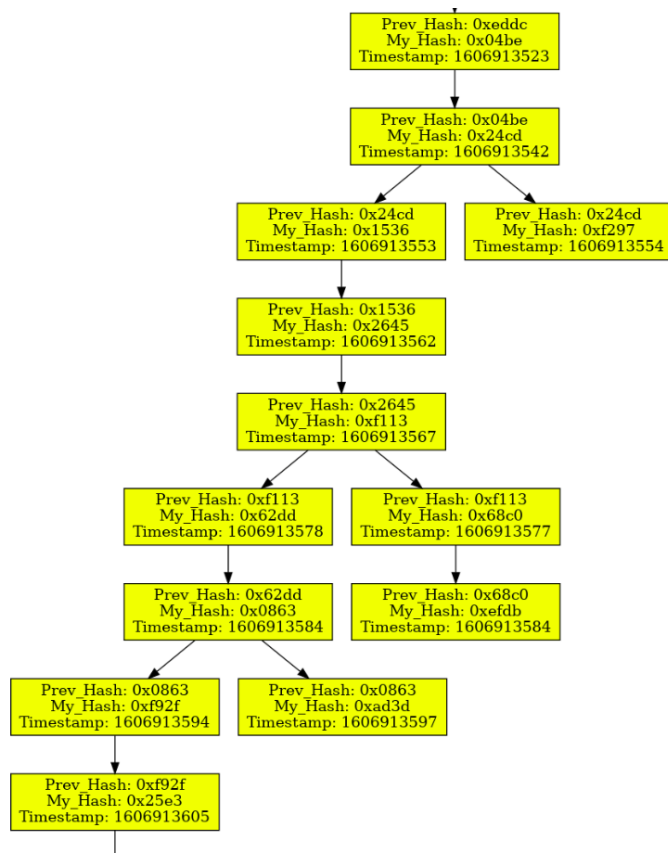 Prev_Hash: 0xeddc
My_Hash: 0x04be
Timestamp: 1606913523
Prev_Hash: 0x04be
My_Hash: 0x24cd
Timestamp: 1606913542
Prev_Hash: 0x24cd
My_Hash: 0x1536
Timestamp: 1606913553
Prev_Hash: 0x24cd
My_Hash: 0xf297
Timestamp: 1606913554
Prev_Hash: 0x1536
My_Hash: 0x2645
Timestamp: 1606913562
Prev_Hash: 0x2645
My_Hash: 0xf113
Timestamp: 1606913567
Prev_Hash: 0xf113
My_Hash: 0x62dd
Timestamp: 1606913578
Prev_Hash: 0xf113
My_Hash: 0x68c0
Timestamp: 1606913577
Prev_Hash: 0x62dd
My_Hash: 0x0863
Timestamp: 1606913584
Prev_Hash: 0x68c0
My_Hash: 0xefdb
Timestamp: 1606913584
Prev_Hash: 0x0863
My_Hash: 0xf92f
Timestamp: 1606913594
Prev_Hash: 0x0863
My_Hash: 0xad3d
Timestamp: 1606913597
Prev_Hash: 0xf92f
My_Hash: 0x25e3
Timestamp: 1606913605